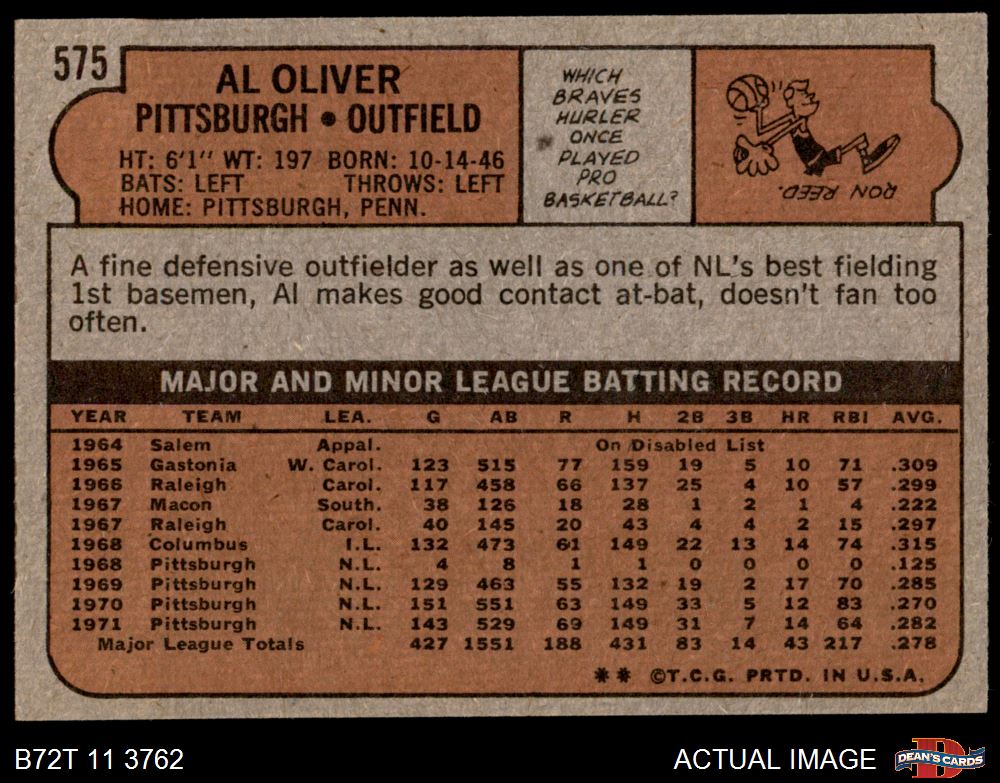 575
AL OLIVER
PITTSBURGH • OUTFIELD
HT: 6'1" WT: 197 BORN: 10-14-46
BATS: LEFT THROWS: LEFT
HOME: PITTSBURGH, PENN.
WHICH
BRAVES
HURLER
ONCE
PLAYED
PRO
BASKETBALL?
RON REED.
A fine defensive outfielder as well as one of NL's best fielding
1st basemen, Al makes good contact at-bat, doesn't fan too
often.
MAJOR AND MINOR LEAGUE BATTING RECORD
YEAR TEAM LEA. G AB R H 2B 3B HR RBI AVG.
1964 Salem Appal. On Disabled List
1965 Gastonia W. Carol. 123 515 77 159 19 5 10 71 .309
1966 Raleigh Carol. 117 458 66 137 25 4 10 57 .299
1967 Macon South. 38 126 18 28 1 2 1 4 .222
1967 Raleigh Carol. 40 145 20 43 4 4 2 15 .297
1968 Columbus I.L. 132 473 61 149 22 13 14 74 .315
1968 Pittsburgh N.L. 4 8 1 1 0 0 0 0 .125
1969 Pittsburgh N.L. 129 463 55 132 19 2 17 70 .285
1970 Pittsburgh N.L. 151 551 63 149 33 5 12 83 .270
1971 Pittsburgh N.L. 143 529 69 149 31 7 14 64 .282
Major League Totals 427 1551 188 431 83 14 43 217 .278
** ©T.C.G. PRTD. IN U.S.A.
B72T 11 3762
ACTUAL IMAGE
DEAN'S CARDS